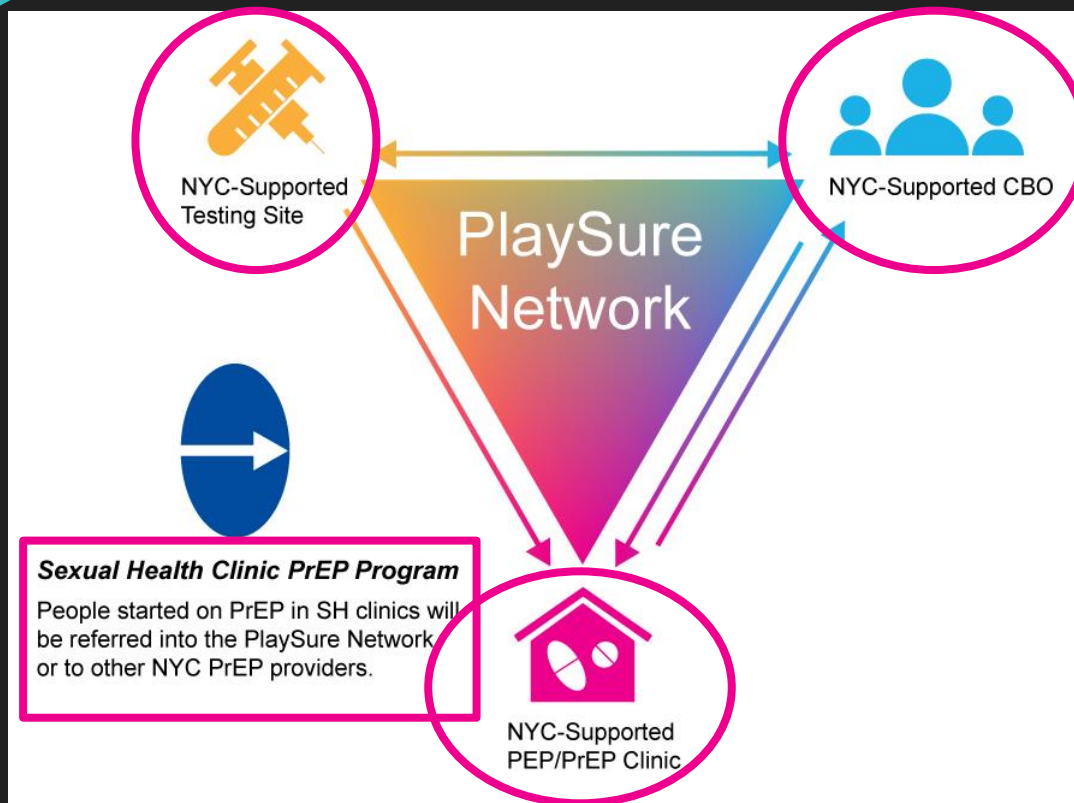 NYC-Supported
Testing Site
NYC-Supported CBO
PlaySure
Network
Sexual Health Clinic PrEP Program
People started on PrEP in SH clinics will
be referred into the PlaySure Network
or to other NYC PrEP providers.
NYC-Supported
PEP/PrEP Clinic